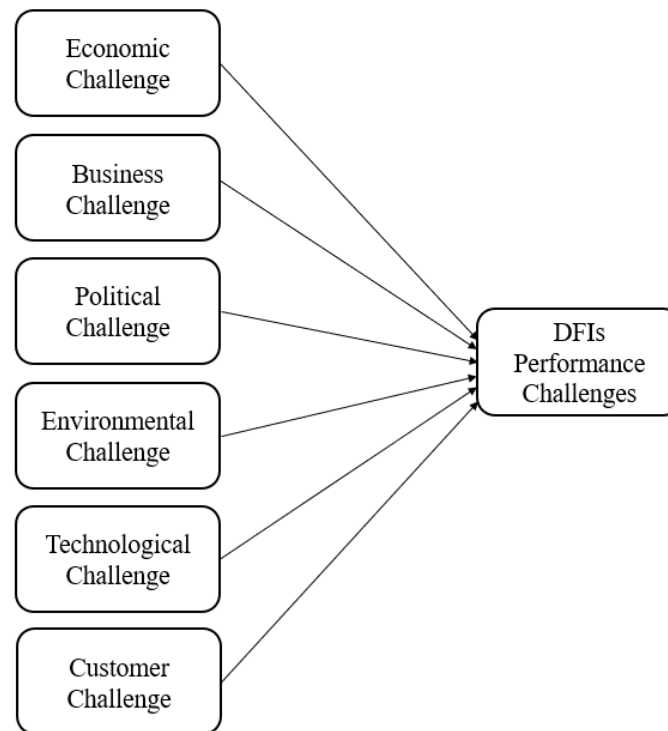 Economic
Challenge
Business
Challenge
Political
Challenge
Environmental
Challenge
Technological
Challenge
Customer
Challenge
DFIs
Performance
Challenges